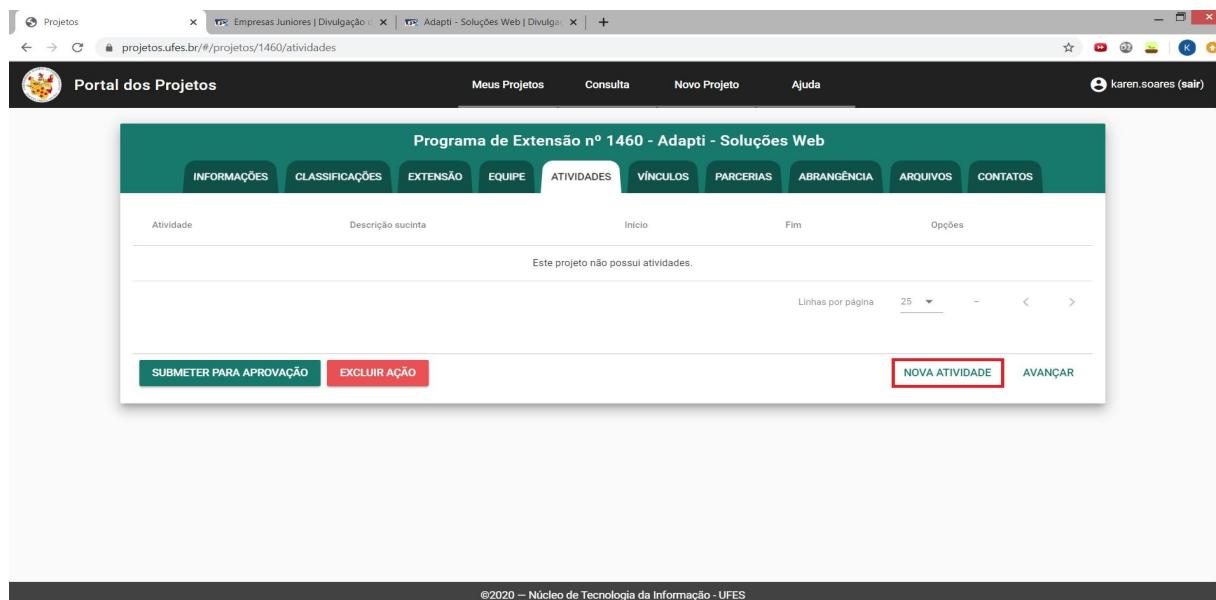 Projetos
Empresas Juniores | Divulgação
Adapti - Soluções Web | Divulga
projetos.ufes.br/#/projetos/1460/atividades
K
Portal dos Projetos
Meus Projetos Consulta Novo Projeto Ajuda
karen.soares (sair)
Programa de Extensão nº 1460 - Adapti - Soluções Web
INFORMAÇÕES CLASSIFICAÇÕES EXTENSÃO EQUIPE ATIVIDADES VÍNCULOS PARCERIAS ABRANGÊNCIA ARQUIVOS CONTATOS
Atividade Descrição sucinta Início Fim Opções
Este projeto não possui atividades.
Linhas por página 25 –
SUBMETER PARA APROVAÇÃO EXCLUIR AÇÃO NOVA ATIVIDADE AVANÇAR
©2020 — Núcleo de Tecnologia da Informação - UFES